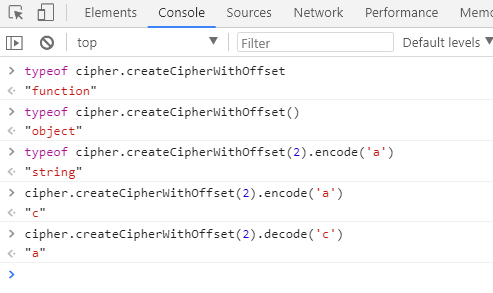 Elements Console Sources Network Performance Memo
top Filter Default levels
> typeof cipher.createCipherWithOffset
"function"
> typeof cipher.createCipherWithOffset()
"object"
> typeof cipher.createCipherWithOffset(2).encode('a')
"string"
> cipher.createCipherWithOffset(2).encode('a')
"c"
> cipher.createCipherWithOffset(2).decode('c')
"a"
>